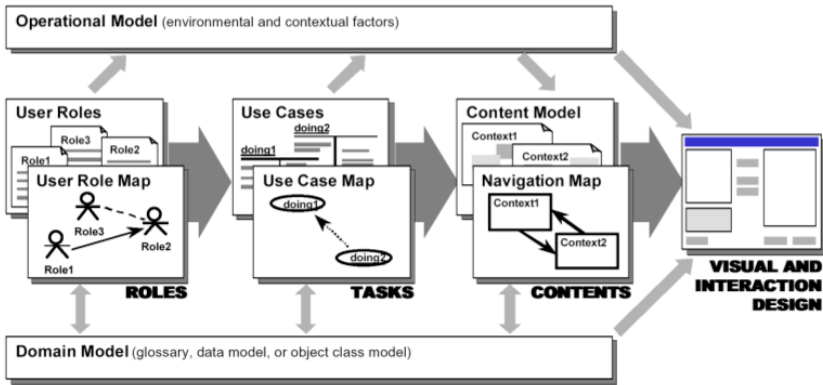 Operational Model (environmental and contextual factors)
User Roles
Role3
Role2
Role1
User Role Map
Role3
Role2
Role1
ROLES
Use Cases
doing2
doing1
Use Case Map
doing1
doing2
TASKS
Content Model
Context1
Context2
Navigation Map
Context1
Context2
CONTENTS
VISUAL AND
INTERACTION
DESIGN
Domain Model (glossary, data model, or object class model)